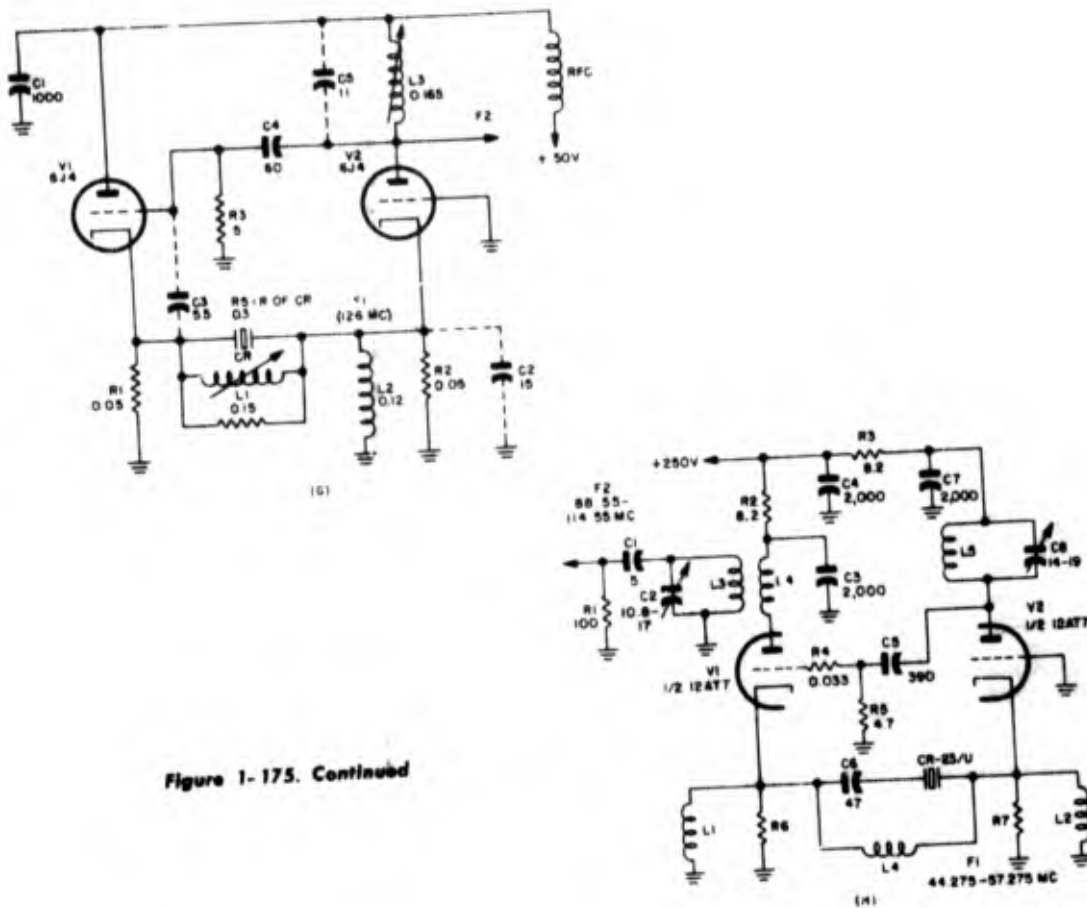 C1
1000
C5
11
L3
0.165
RFC
C4
60
F2
+ 50V
V1
6J4
V2
6J4
R3
5
C3
5.5
R5 = R OF CR
0.3
F1
(126 MC)
CR
L1
0.15
R1
0.05
L2
0.12
R2
0.05
C2
15
(G)
+250V
R3
8.2
C4
2,000
C7
2,000
F2
88.55-
114.55 MC
R2
8.2
C1
5
C2
10.8-
17
L3
L4
C3
2,000
L5
C8
14-19
R1
100
V2
1/2 12AT7
V1
1/2 12AT7
R4
0.033
C5
390
R5
4.7
Figure 1-175. Continued
C6
47
CR-23/U
L1
R6
L4
R7
L2
F1
44.275-57.275 MC
(H)